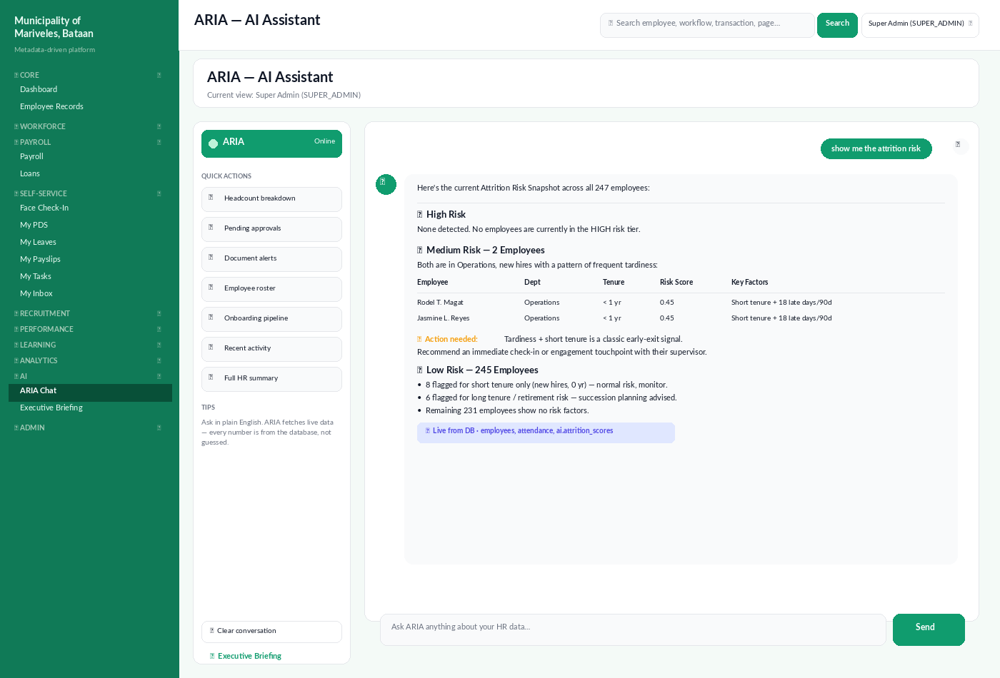 Municipality of
Mariveles, Bataan
Metadata-driven platform
CORE
Dashboard
Employee Records
WORKFORCE
PAYROLL
Payroll
Loans
SELF-SERVICE
Face Check-In
My PDS
My Leaves
My Payslips
My Tasks
My Inbox
RECRUITMENT
PERFORMANCE
LEARNING
ANALYTICS
AI
ARIA Chat
Executive Briefing
ADMIN
ARIA — AI Assistant
Search employee, workflow, transaction, page...
Search
Super Admin (SUPER_ADMIN)
ARIA — AI Assistant
Current view: Super Admin (SUPER_ADMIN)
ARIA
Online
QUICK ACTIONS
Headcount breakdown
Pending approvals
Document alerts
Employee roster
Onboarding pipeline
Recent activity
Full HR summary
TIPS
Ask in plain English. ARIA fetches live data
— every number is from the database, not
guessed.
Clear conversation
Executive Briefing
show me the attrition risk
Here's the current Attrition Risk Snapshot across all 247 employees:
High Risk
None detected. No employees are currently in the HIGH risk tier.
Medium Risk — 2 Employees
Both are in Operations, new hires with a pattern of frequent tardiness:
Employee Dept Tenure Risk Score Key Factors
Rodel T. Magat Operations < 1 yr 0.45 Short tenure + 18 late days/90d
Jasmine L. Reyes Operations < 1 yr 0.45 Short tenure + 18 late days/90d
Action needed: Tardiness + short tenure is a classic early-exit signal.
Recommend an immediate check-in or engagement touchpoint with their supervisor.
Low Risk — 245 Employees
• 8 flagged for short tenure only (new hires, 0 yr) — normal risk, monitor.
• 6 flagged for long tenure / retirement risk — succession planning advised.
• Remaining 231 employees show no risk factors.
Live from DB · employees, attendance, ai.attrition_scores
Ask ARIA anything about your HR data...
Send